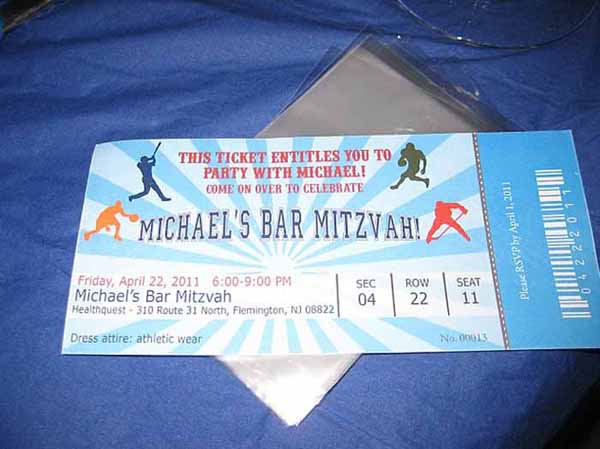 THIS TICKET ENTITLES YOU TO
PARTY WITH MICHAEL!
COME ON OVER TO CELEBRATE
MICHAEL'S BAR MITZVAH!
Friday, April 22, 2011 6:00-9:00 PM
Michael's Bar Mitzvah
Healthquest - 310 Route 31 North, Flemington, NJ 08822
SEC
04
ROW
22
SEAT
11
Dress attire: athletic wear
No. 00013
Please RSVP by April 1, 2011
04222011